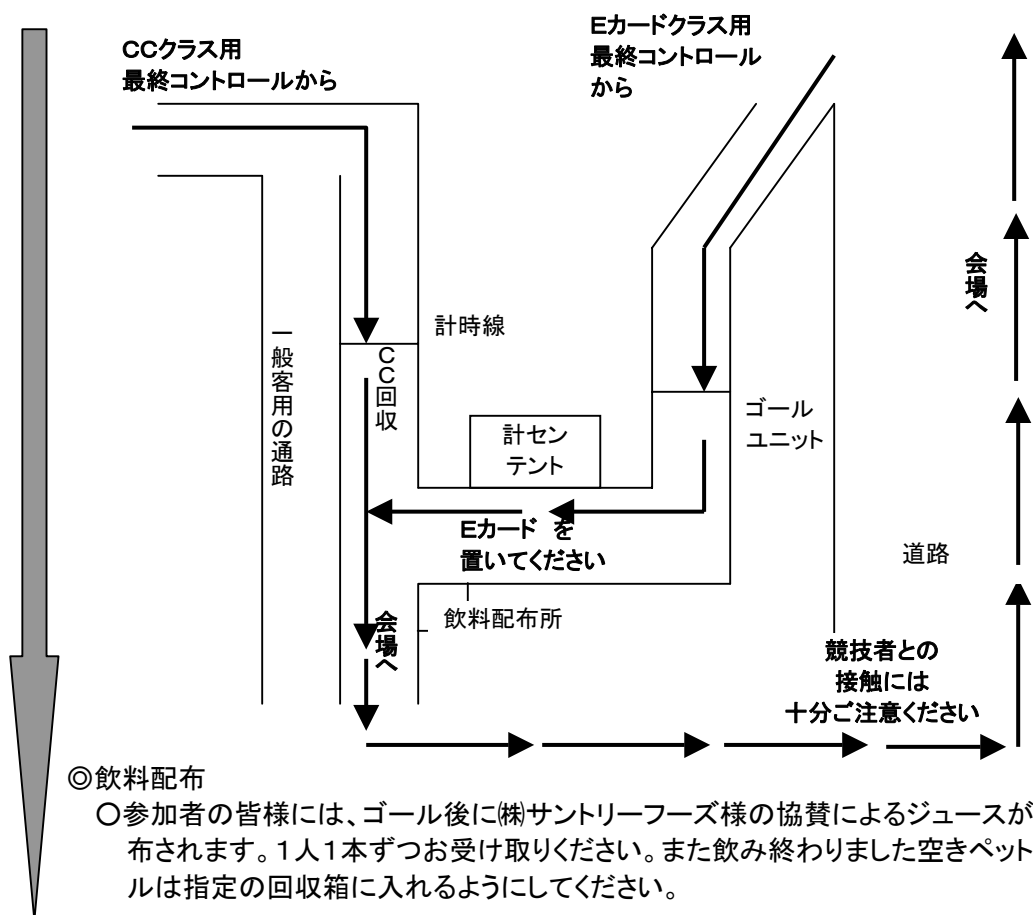 CCクラス用
最終コントロールから
Eカードクラス用
最終コントロール
から
会場へ
計時線
一般客用の通路
CC回収
ゴール
ユニット
計セン
テント
Eカード を
置いてください
道路
飲料配布所
会場へ
競技者との
接触には
十分ご注意ください
◎飲料配布
○参加者の皆様には、ゴール後に㈱サントリーフーズ様の協賛によるジュースが
布されます。1人1本ずつお受け取りください。また飲み終わりました空きペット
ルは指定の回収箱に入れるようにしてください。